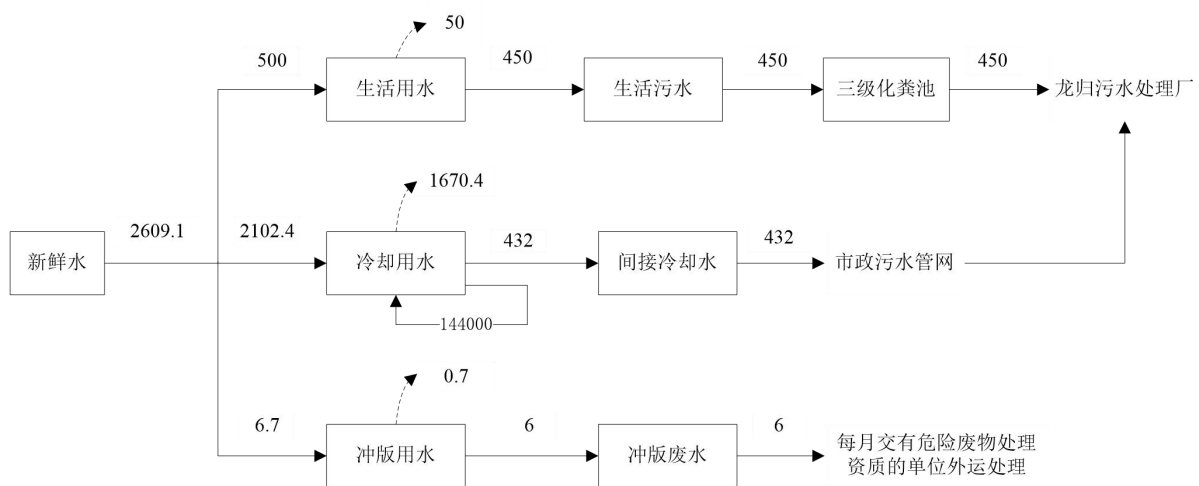 50
500
450
450
450
生活用水
生活污水
三级化粪池
龙归污水处理厂
1670.4
2609.1
2102.4
432
432
新鲜水
冷却用水
间接冷却水
市政污水管网
144000
0.7
6.7
6
6
冲版用水
冲版废水
每月交有危险废物处理
资质的单位外运处理